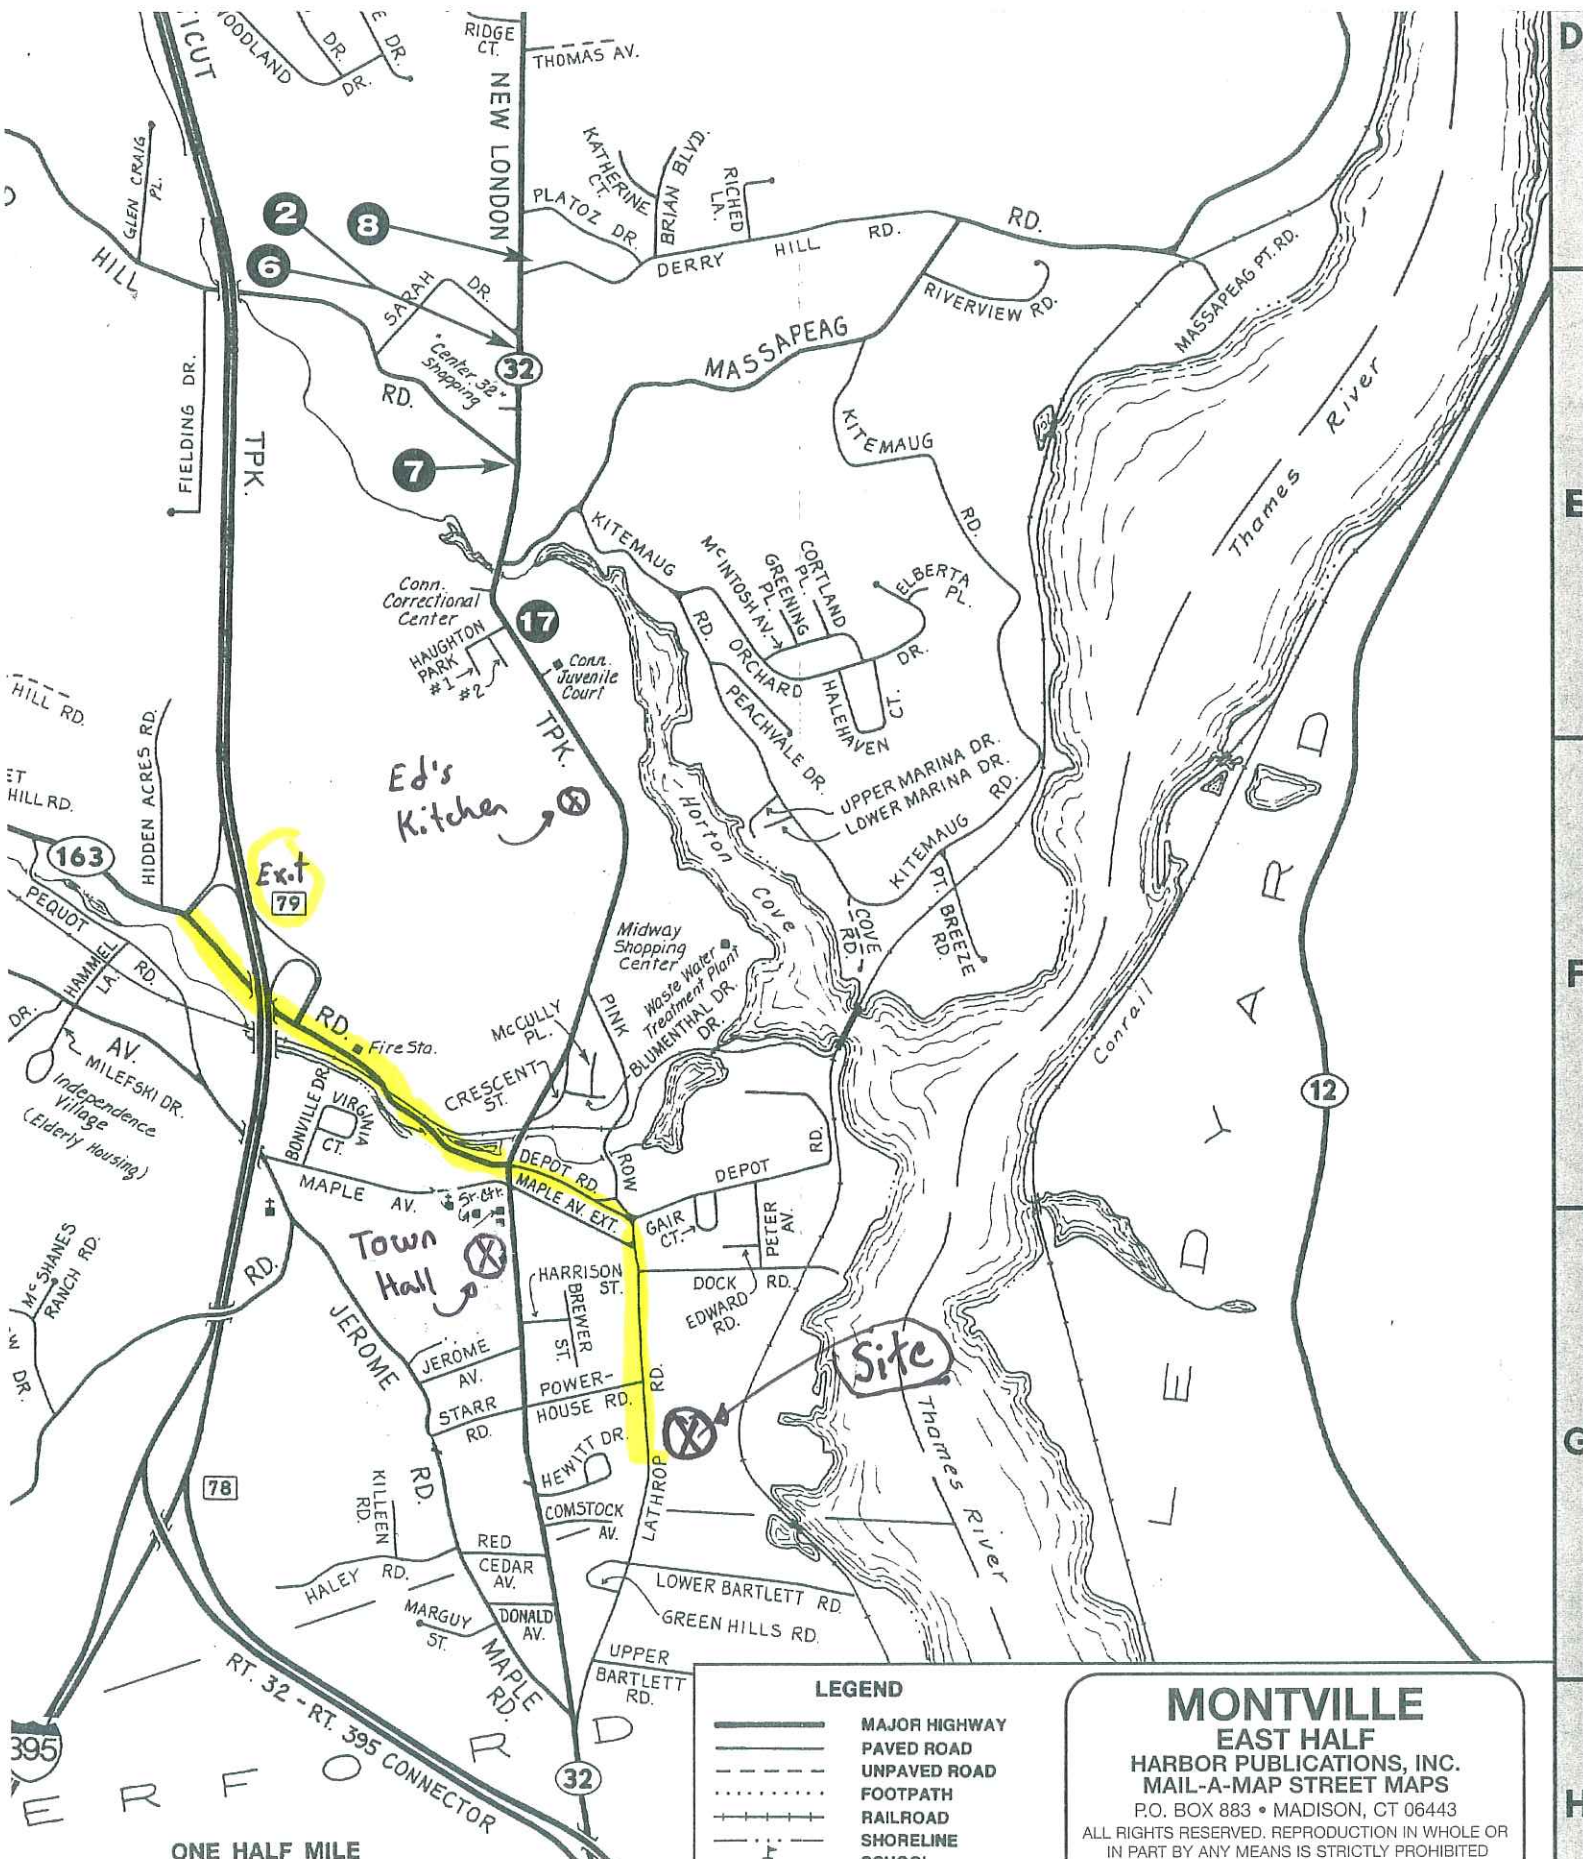 D
TICUT
WOODLAND
DR.
DR.
DR.
RIDGE
CT.
THOMAS AV.
NEW LONDON
GLEN CRAIG
PL.
KATHERINE
CT.
BRIAN BLVD.
RICHED
LA.
2
8
PLATOZ DR.
RD.
HILL
6
DERRY HILL RD.
SARAH DR.
RIVERVIEW RD.
MASSAPEAG PT. RD.
"Center 32"
shopping
32
MASSAPEAG
FIELDING DR.
RD.
Thames River
TPK.
KITEMAUG
7
E
RD.
KITEMAUG
RD.
McINTOSH AV.
GREENING
PL.
CORTLAND
PL.
ELBERTA
PL.
Conn.
Correctional
Center
17
HAUGHTON
PARK
#1
#2
Conn.
Juvenile
Court
ORCHARD DR.
HALEHAVEN CT.
PEACHVALE DR.
HILL RD.
HIDDEN ACRES RD.
TPK.
UPPER MARINA DR.
LOWER MARINA DR.
ET
HILL RD.
Ed's
Kitchen
X
KITEMAUG RD.
Horton Cove
163
Exit
79
PEQUOT RD.
HAMMEL
LA.
COVE
RD.
PT. BREEZE
RD.
Midway
Shopping
Center
Waste Water
Treatment Plant
F
DR.
RD.
Fire Sta.
McCULLY
PL.
PINK
BLUMENTHAL DR.
DR.
Conrail
AV.
MILEFSKI DR.
Independence
Village
(Elderly Housing)
CRESCENT
ST.
BONVILLE DR.
VIRGINIA
CT.
12
MAPLE AV.
Sr. Ctr.
DEPOT RD.
MAPLE AV. EXT.
ROW
DEPOT RD.
GAIR
CT.
PETER
AV.
Town
Hall
X
McSHANES
RANCH RD.
RD.
HARRISON
ST.
BREWER
ST.
DOCK RD.
EDWARD
RD.
W DR.
JEROME
JEROME
AV.
Site
X
POWER-
HOUSE RD.
RD.
STARR
RD.
Thames River
G
LEDYARD
78
RD.
HEWITT DR.
LATHROP
KILLEEN
RD.
COMSTOCK
AV.
RED
CEDAR
AV.
HALEY RD.
LOWER BARTLETT RD.
MARGUY
ST.
DONALD
AV.
GREEN HILLS RD.
MAPLE
RD.
UPPER
BARTLETT
RD.
RT. 32 - RT. 395 CONNECTOR
395
ERFORD
32
H
ONE HALF MILE
LEGEND
MAJOR HIGHWAY
PAVED ROAD
UNPAVED ROAD
FOOTPATH
RAILROAD
SHORELINE
MONTVILLE
EAST HALF
HARBOR PUBLICATIONS, INC.
MAIL-A-MAP STREET MAPS
P.O. BOX 883 • MADISON, CT 06443
ALL RIGHTS RESERVED. REPRODUCTION IN WHOLE OR
IN PART BY ANY MEANS IS STRICTLY PROHIBITED